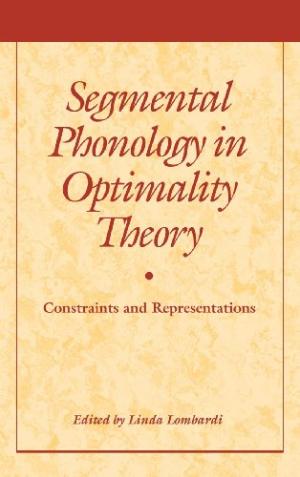 Segmental
Phonology in
Optimality
Theory
•
Constraints and Representations
Edited by Linda Lombardi